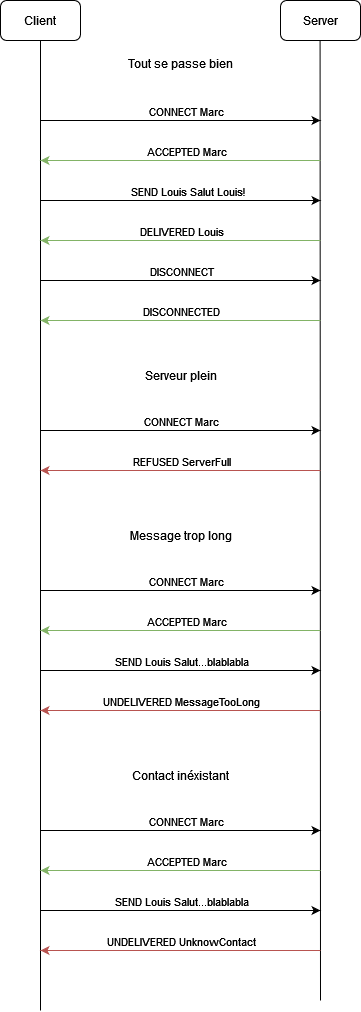 Client
Server
Tout se passe bien
CONNECT Marc
ACCEPTED Marc
SEND Louis Salut Louis!
DELIVERED Louis
DISCONNECT
DISCONNECTED
Serveur plein
CONNECT Marc
REFUSED ServerFull
Message trop long
CONNECT Marc
ACCEPTED Marc
SEND Louis Salut...blablabla
UNDELIVERED MessageTooLong
Contact inéxistant
CONNECT Marc
ACCEPTED Marc
SEND Louis Salut...blablabla
UNDELIVERED UnknowContact